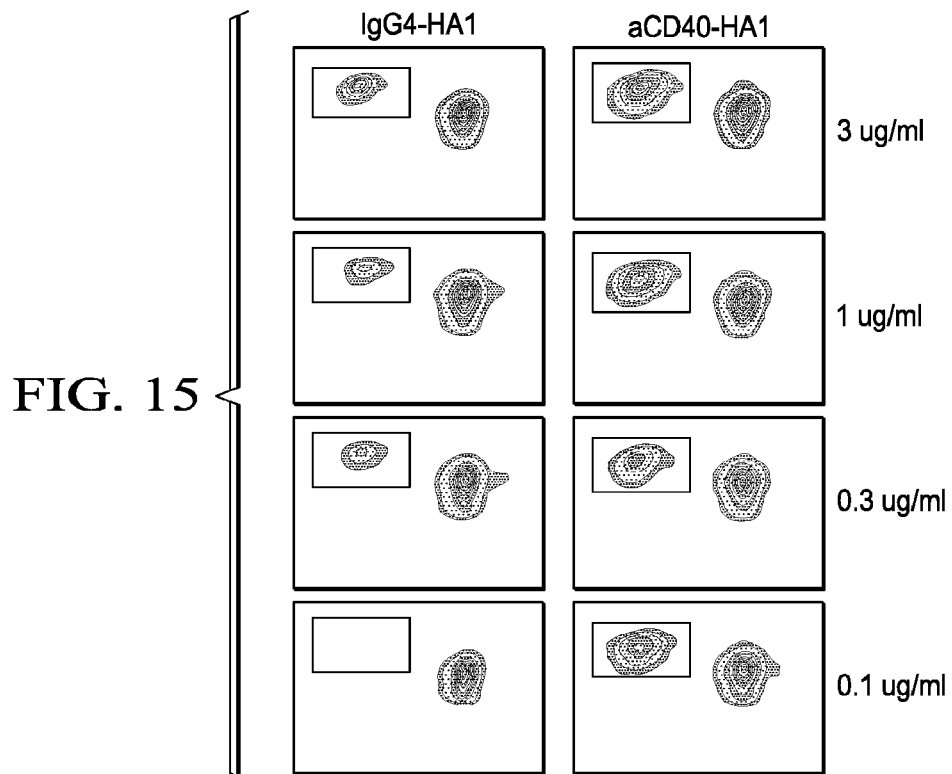 IgG4-HA1
aCD40-HA1
3 ug/ml
1 ug/ml
FIG. 15
0.3 ug/ml
0.1 ug/ml